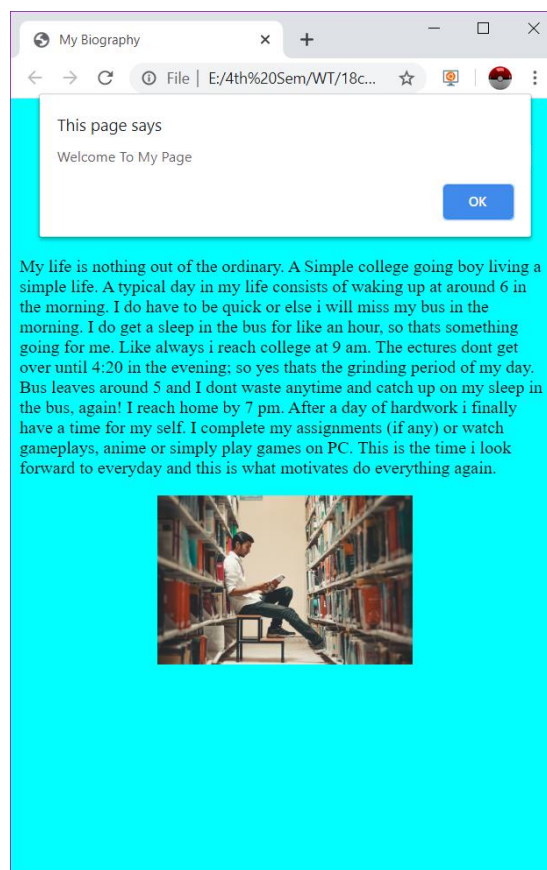 My Biography
File | E:/4th%20Sem/WT/18c...
This page says
Welcome To My Page
OK
My life is nothing out of the ordinary. A Simple college going boy living a
simple life. A typical day in my life consists of waking up at around 6 in
the morning. I do have to be quick or else i will miss my bus in the
morning. I do get a sleep in the bus for like an hour, so thats something
going for me. Like always i reach college at 9 am. The ectures dont get
over until 4:20 in the evening; so yes thats the grinding period of my day.
Bus leaves around 5 and I dont waste anytime and catch up on my sleep in
the bus, again! I reach home by 7 pm. After a day of hardwork i finally
have a time for my self. I complete my assignments (if any) or watch
gameplays, anime or simply play games on PC. This is the time i look
forward to everyday and this is what motivates do everything again.